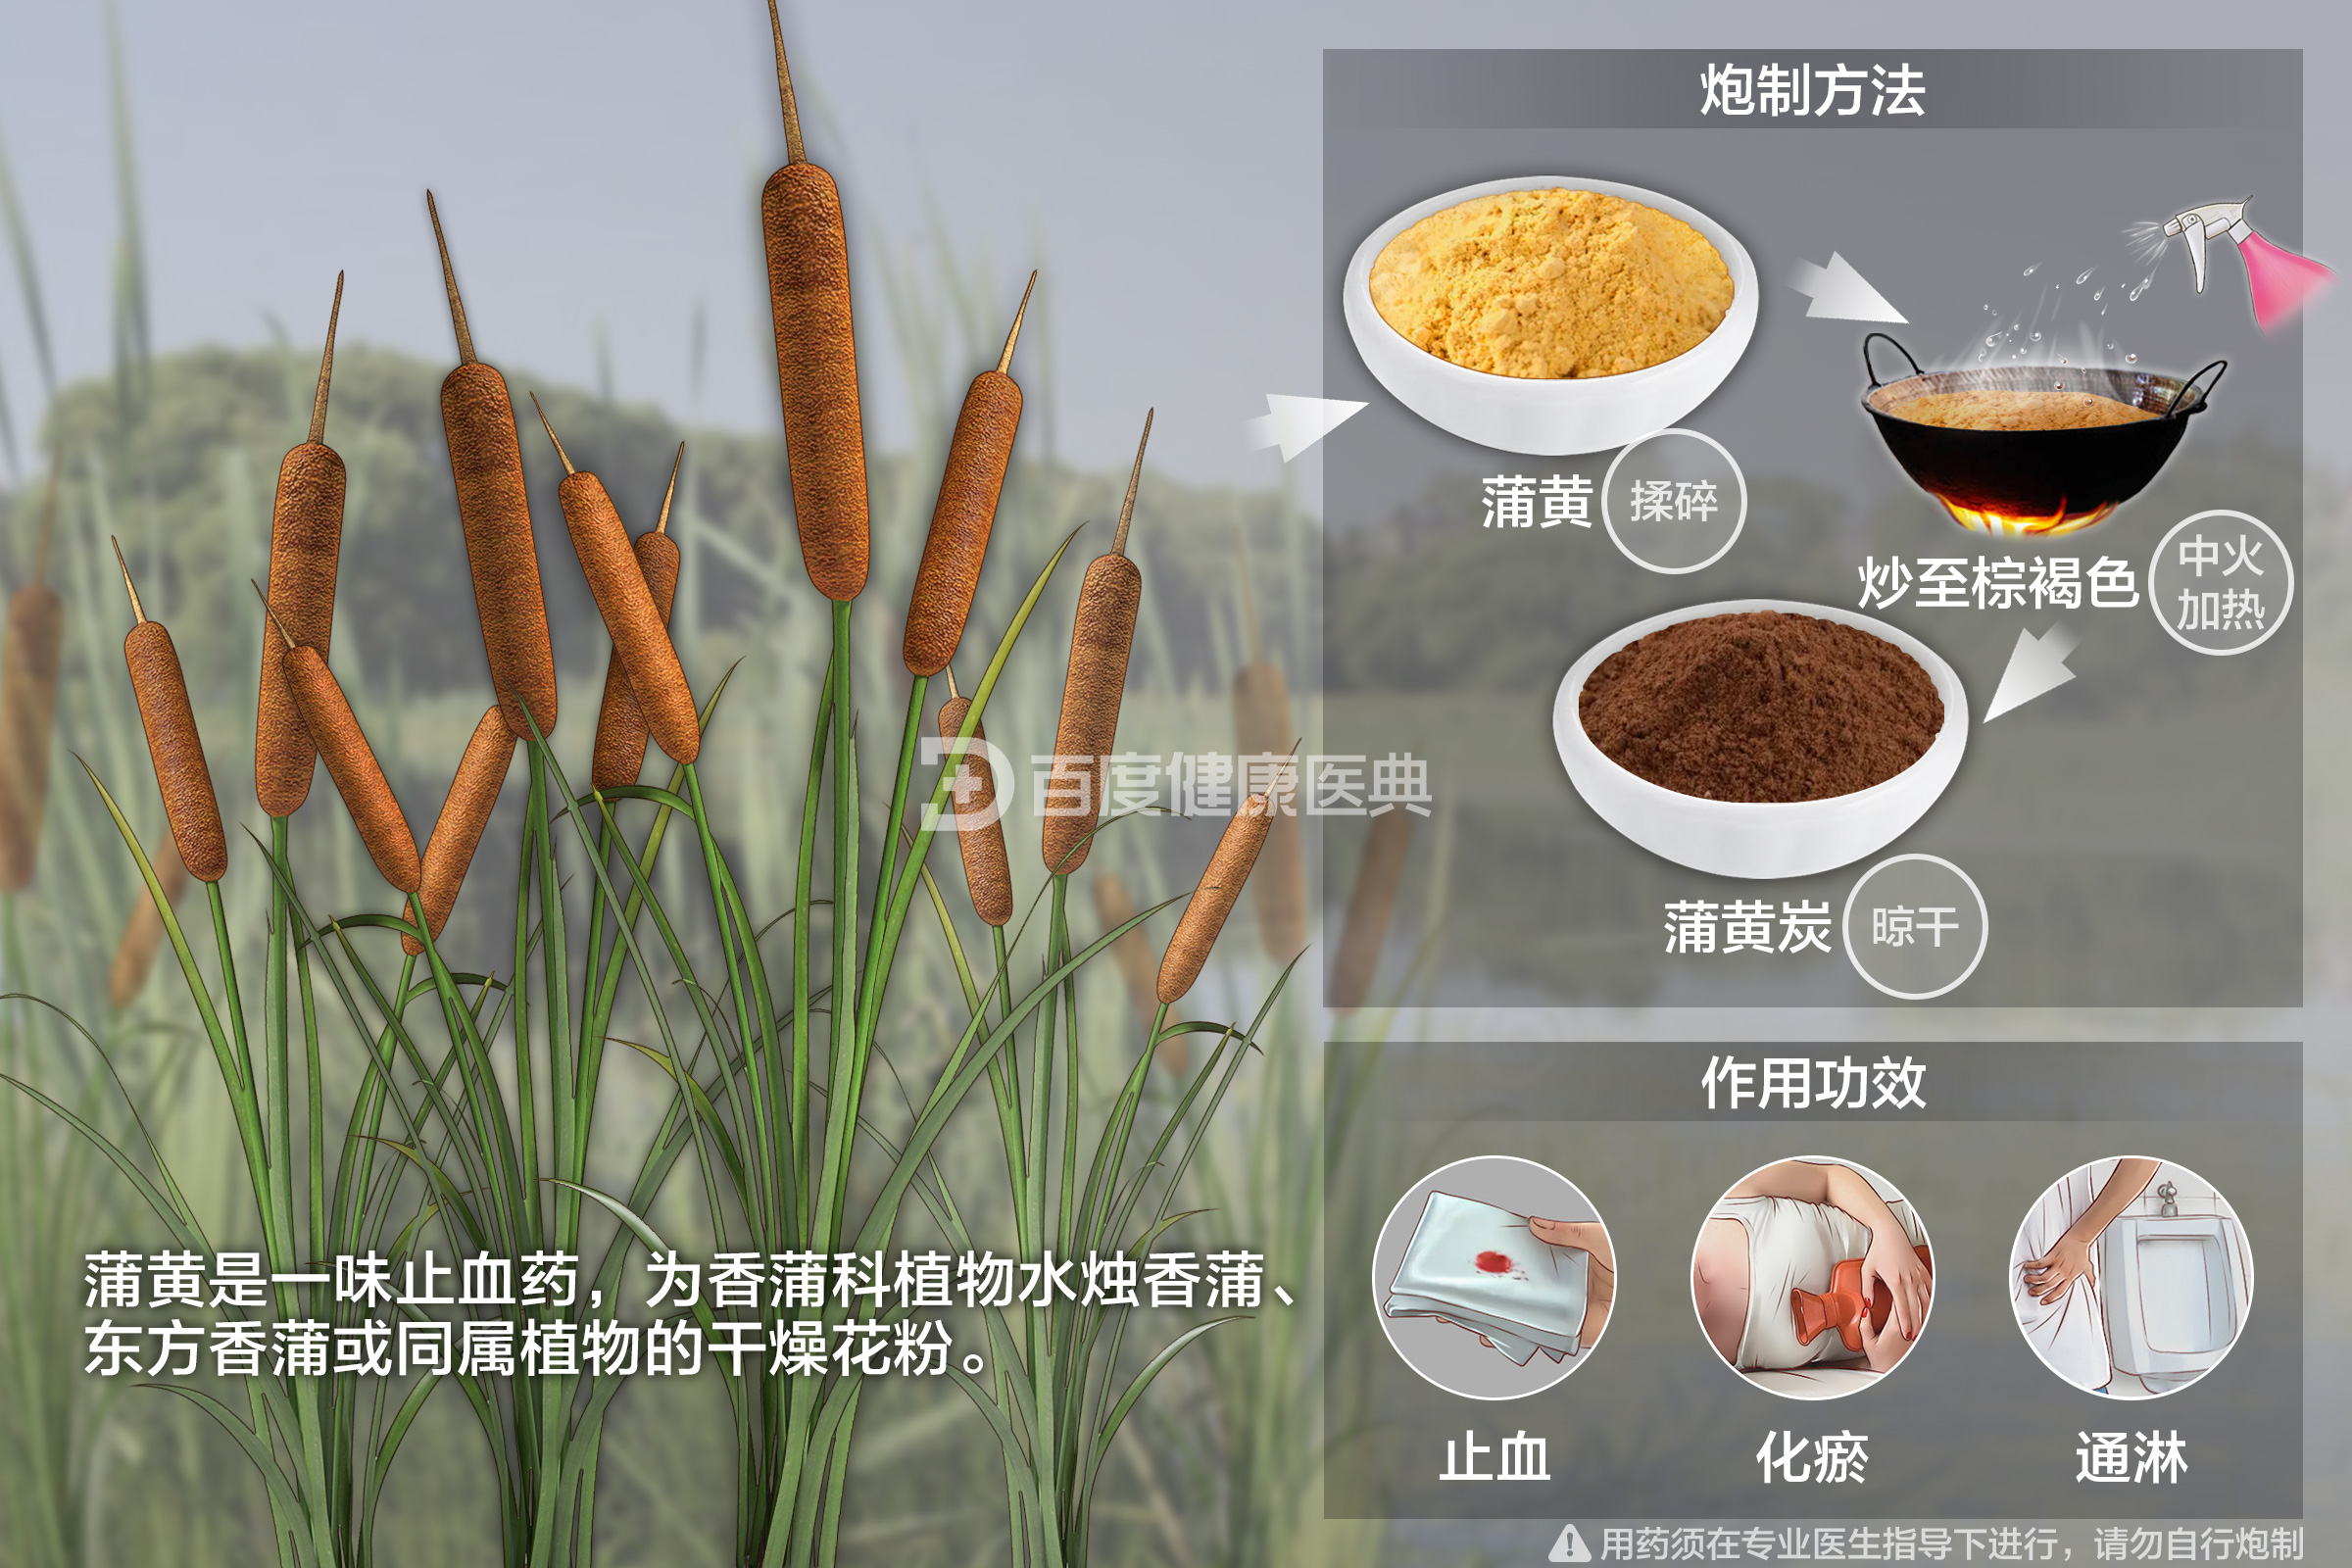 炮制方法
蒲黄
揉碎
炒至棕褐色
中火
加热
蒲黄炭
晾干
百度健康医典
作用功效
止血
化瘀
通淋
蒲黄是一味止血药，为香蒲科植物水烛香蒲、
东方香蒲或同属植物的干燥花粉。
用药须在专业医生指导下进行，请勿自行炮制